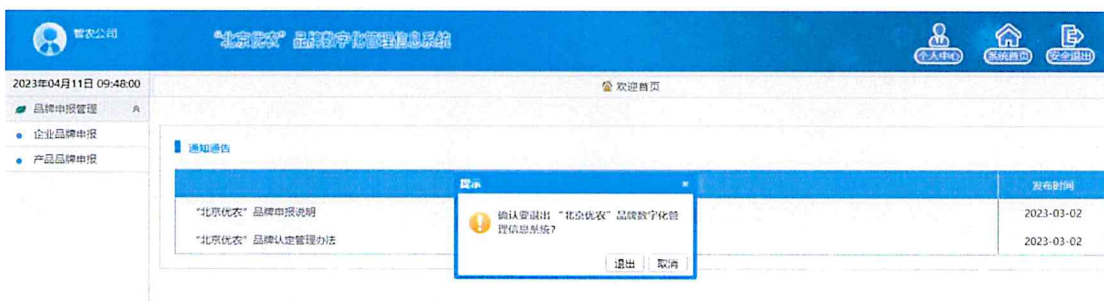 智农公司
“北京优农”品牌数字化管理信息系统
个人中心
系统首页
安全退出
2023年04月11日 09:48:00
欢迎首页
品牌申报管理
企业品牌申报
产品品牌申报
通知通告
发布时间
“北京优农”品牌申报说明
2023-03-02
“北京优农”品牌认定管理办法
2023-03-02
提示
确认要退出 “北京优农”品牌数字化管
理信息系统？
退出
取消